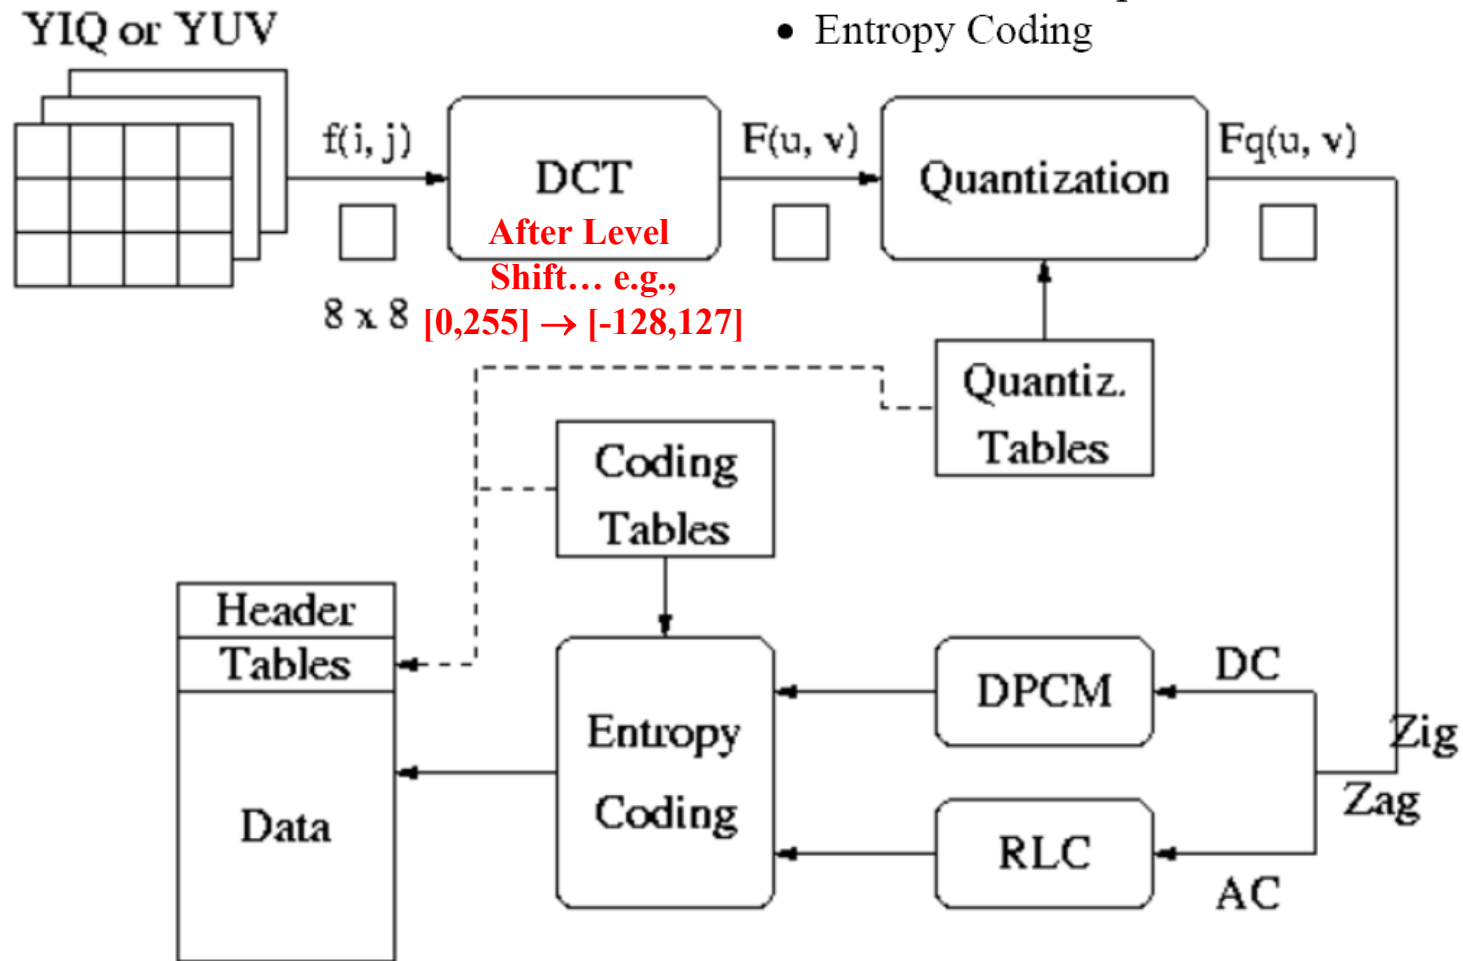 YIQ or YUV
• Entropy Coding
f(i, j)
DCT
F(u, v)
Quantization
Fq(u, v)
After Level
Shift... e.g.,
8 x 8
[0,255] → [-128,127]
Quantiz.
Tables
Coding
Tables
Header
Tables
Data
Entropy
Coding
DPCM
DC
Zig
Zag
RLC
AC